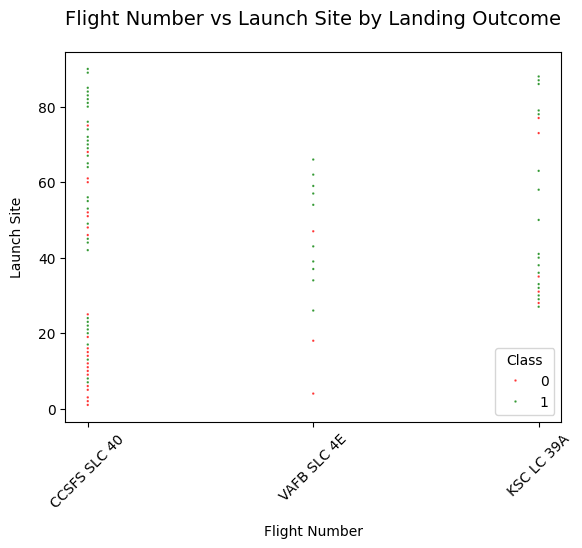 Flight Number vs Launch Site by Landing Outcome
Launch Site
80
60
40
20
0
Class
0
1
CCSFS SLC 40
VAFB SLC 4E
KSC LC 39A
Flight Number